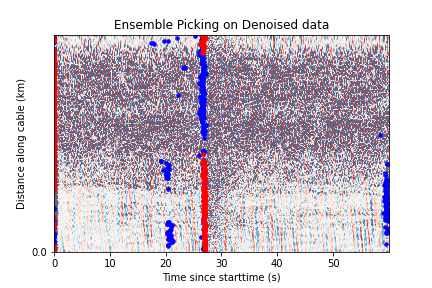 Ensemble Picking on Denoised data
Distance along cable (km)
0.0
0 10 20 30 40 50
Time since starttime (s)